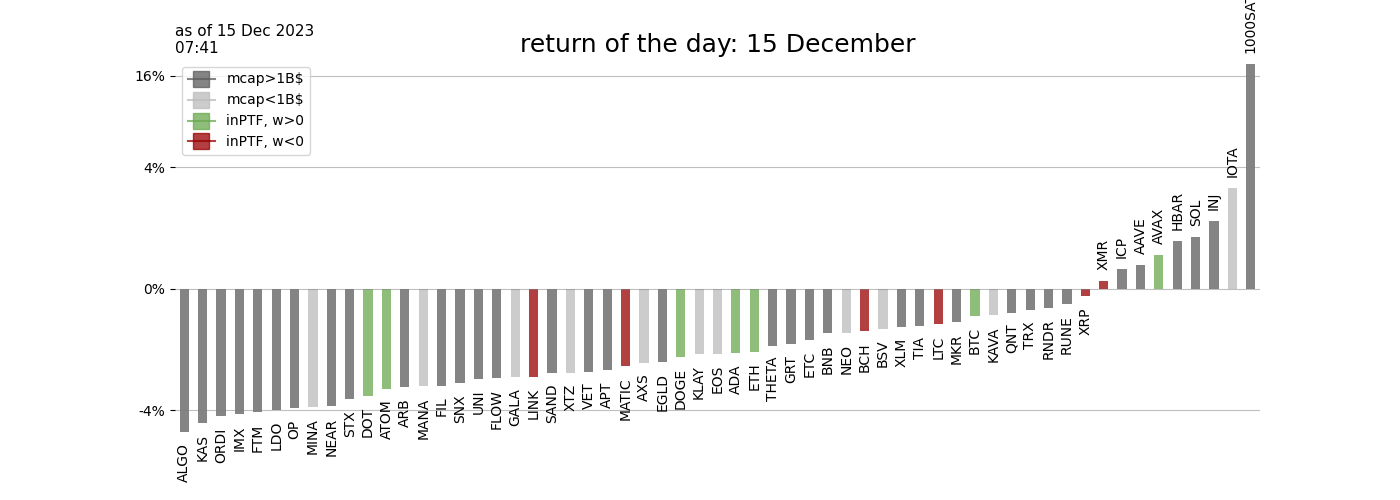 as of 15 Dec 2023
07:41
return of the day: 15 December
1000SAT
16%
4%
0%
-4%
mcap>1B$
mcap<1B$
inPTF, w>0
inPTF, w<0
ALGO
KAS
ORDI
IMX
FTM
LDO
OP
MINA
NEAR
STX
DOT
ATOM
ARB
MANA
FIL
SNX
UNI
FLOW
GALA
LINK
SAND
XTZ
VET
APT
MATIC
AXS
EGLD
DOGE
KLAY
EOS
ADA
ETH
THETA
GRT
ETC
BNB
NEO
BCH
BSV
XLM
TIA
LTC
MKR
BTC
KAVA
QNT
TRX
RNDR
RUNE
XRP
XMR
ICP
AAVE
AVAX
HBAR
SOL
INJ
IOTA